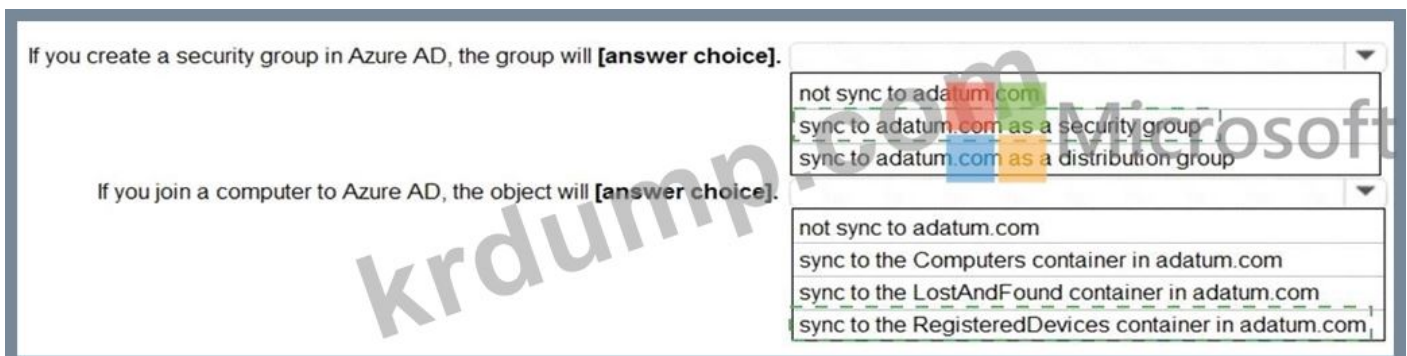 If you create a security group in Azure AD, the group will [answer choice].
not sync to adatum.com
sync to adatum.com as a security group
sync to adatum.com as a distribution group
If you join a computer to Azure AD, the object will [answer choice].
not sync to adatum.com
sync to the Computers container in adatum.com
sync to the LostAndFound container in adatum.com
sync to the RegisteredDevices container in adatum.com
krdump.com
Microsoft